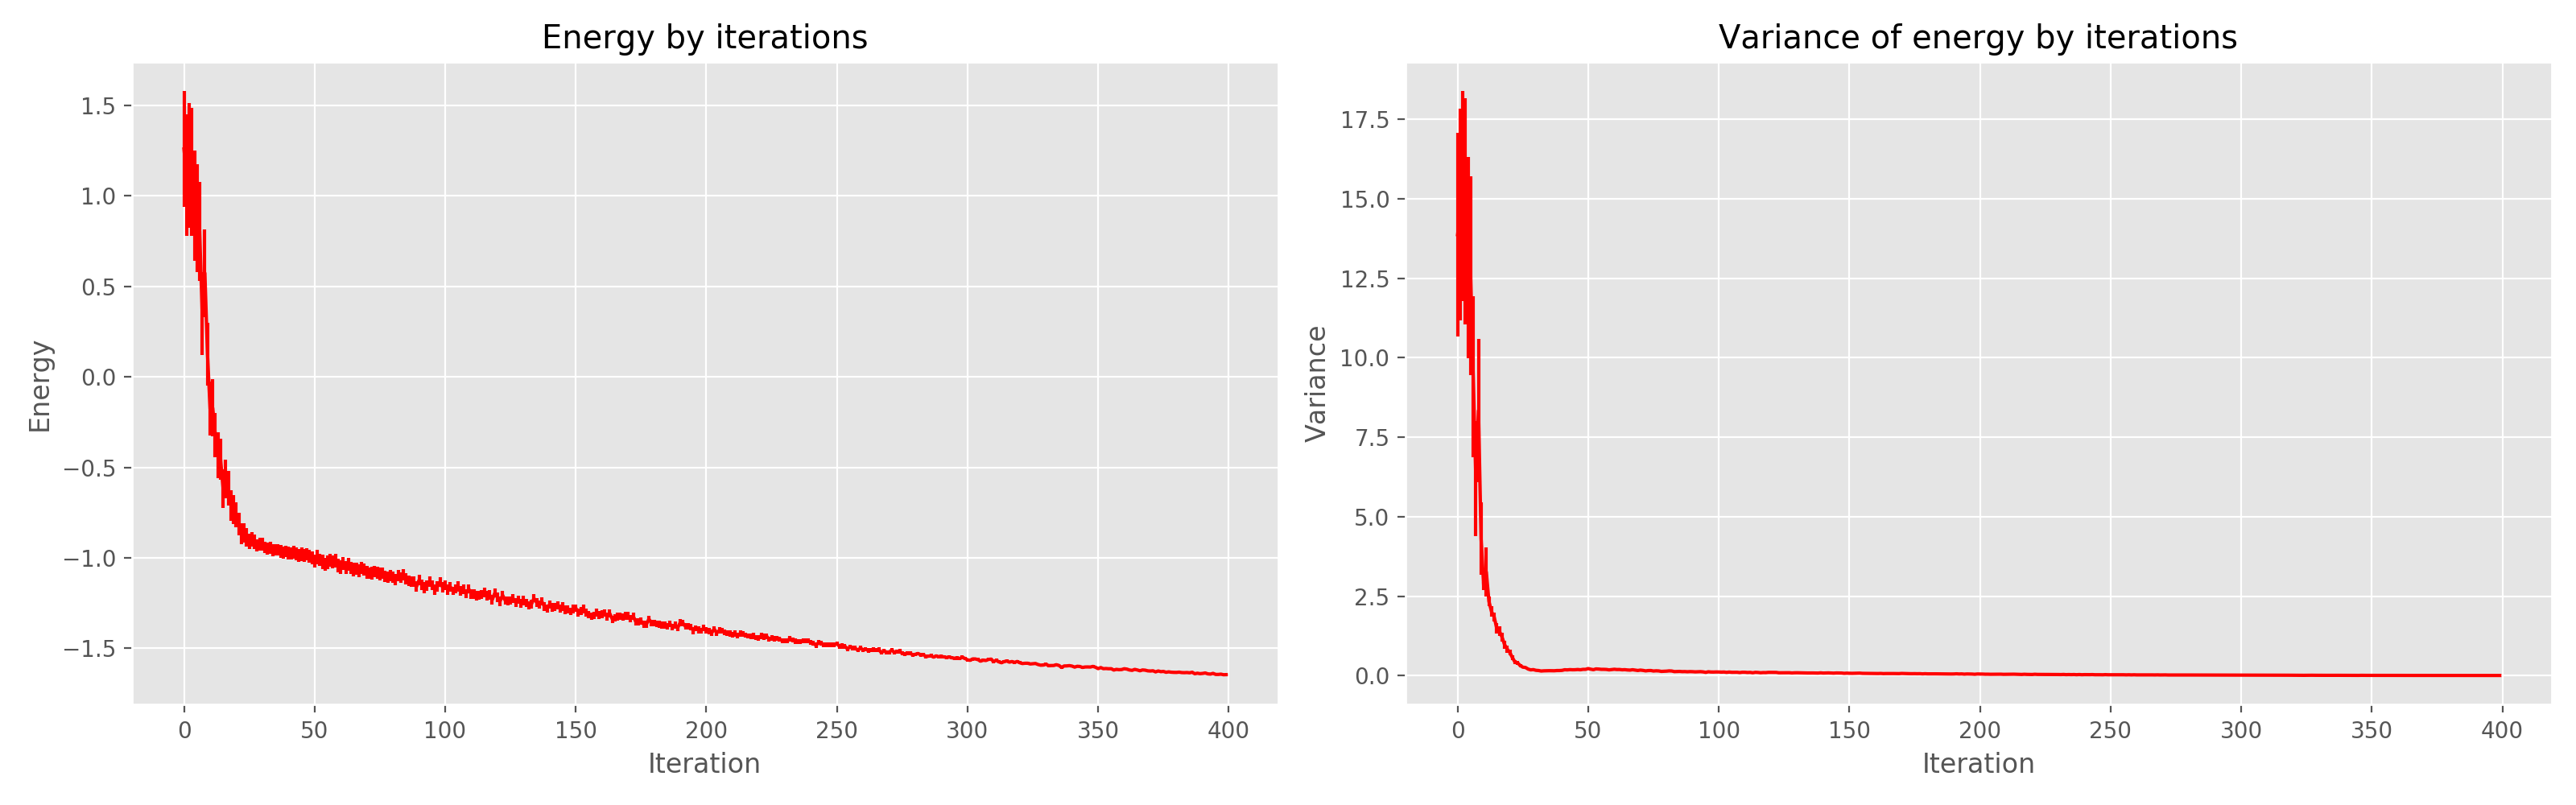 Energy by iterations
Energy
1.5
1.0
0.5
0.0
−0.5
−1.0
−1.5
0 50 100 150 200 250 300 350 400
Iteration
Variance of energy by iterations
Variance
17.5
15.0
12.5
10.0
7.5
5.0
2.5
0.0
0 50 100 150 200 250 300 350 400
Iteration